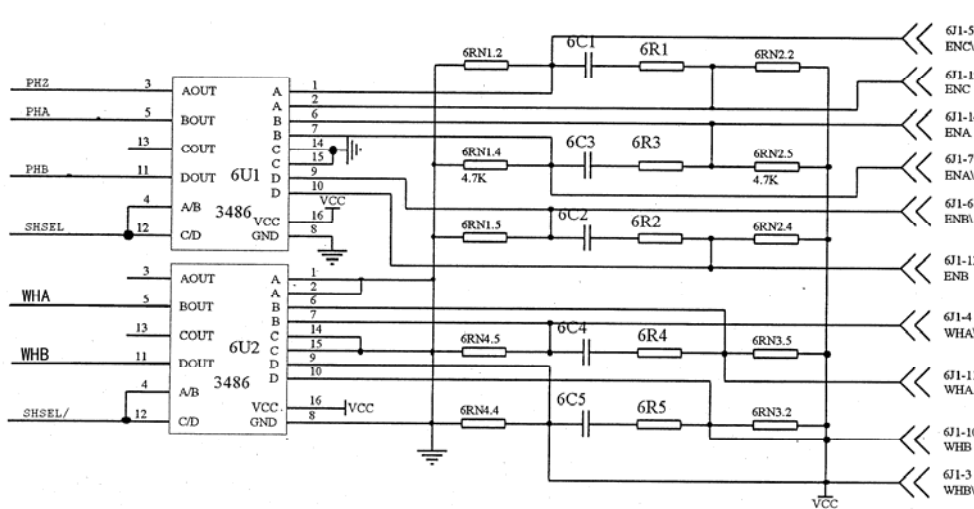 6J1-5
ENC\
6RN1.2 6C1 6R1 6RN2.2
PHZ 3 AOUT A 1
A 2
ENC
PHA 5 BOUT B 6
B 7
ENA
13 COUT C 14
C 15
6RN1.4 6C3 6R3 6RN2.5
4.7K 4.7K
6J1-7
ENA\
PHB 11 DOUT 6U1 D 9
D 10
4 A/B 3486 VCC 16 VCC
SHSEL 12 C/D GND 8
6RN1.5 6C2 6R2 6RN2.4
6J1-6
ENB\
ENB
3 AOUT A 1
A 2
WHA 5 BOUT B 6
B 7
13 COUT C 14
C 15
6RN4.5 6C4 6R4 6RN3.5
6J1-4
WHA\
WHB 11 DOUT 6U2 D 9
D 10
4 A/B 3486
SHSEL/ 12 C/D VCC 16 VCC
GND 8
6RN4.4 6C5 6R5 6RN3.2
WHA
6J1-10
WHB
6J1-3
WHB\
VCC